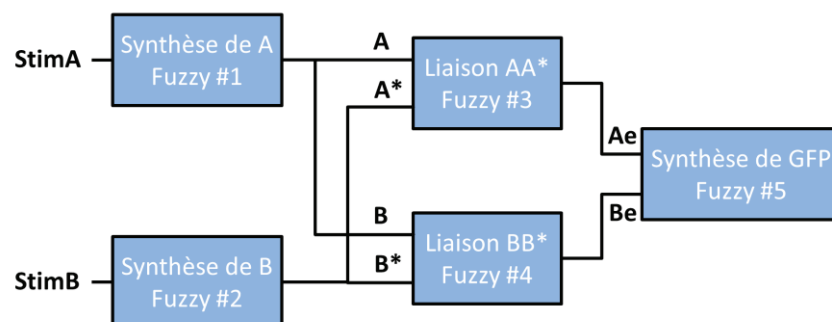 StimA
Synthèse de A
Fuzzy #1
A
A*
Liaison AA*
Fuzzy #3
Ae
Be
Synthèse de GFP
Fuzzy #5
B
B*
Liaison BB*
Fuzzy #4
StimB
Synthèse de B
Fuzzy #2